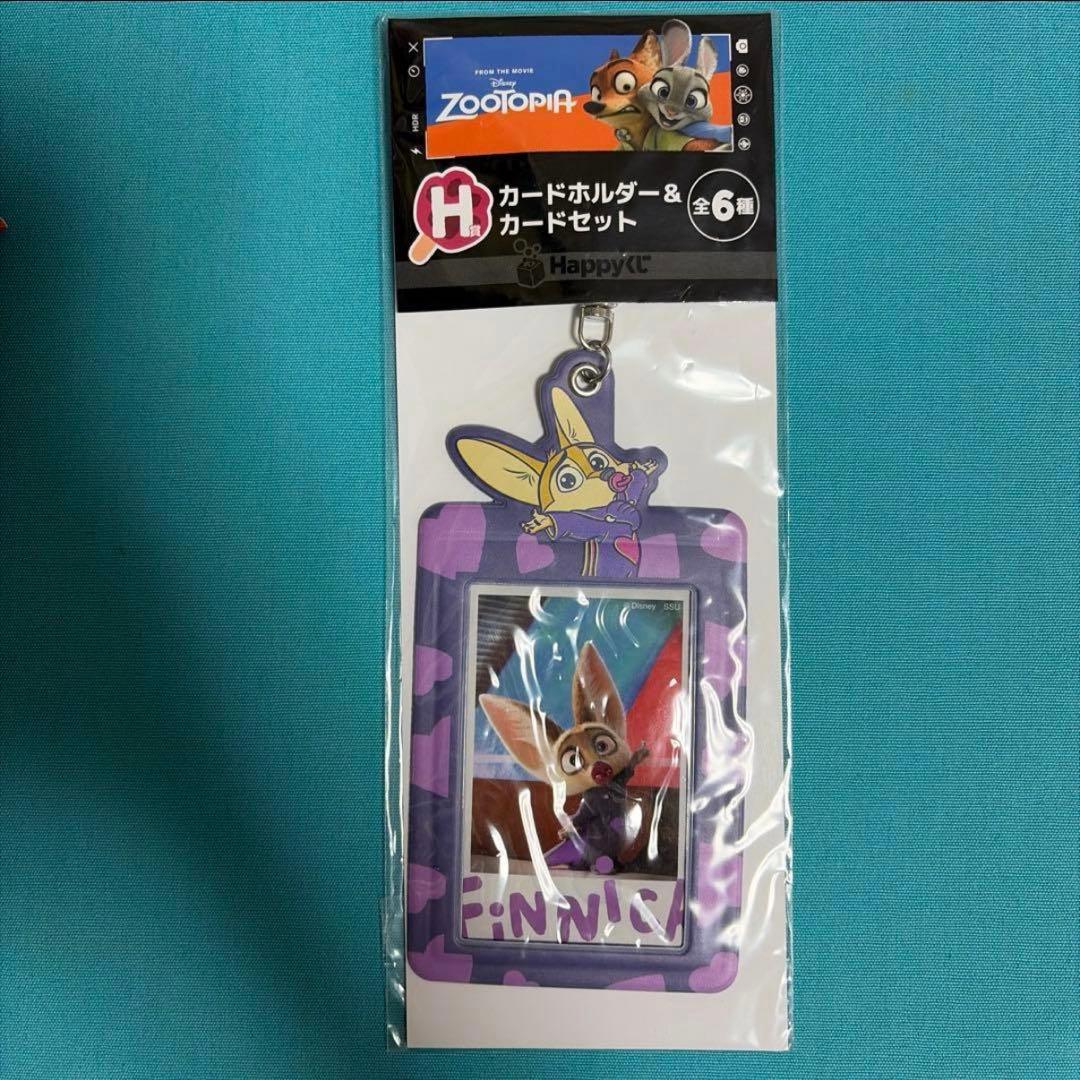 FROM THE MOVIE
Disney
ZOOTOPIA
HDR
H賞
カードホルダー&
カードセット
全6種
Happyくじ
©Disney SSU
FiNNIC